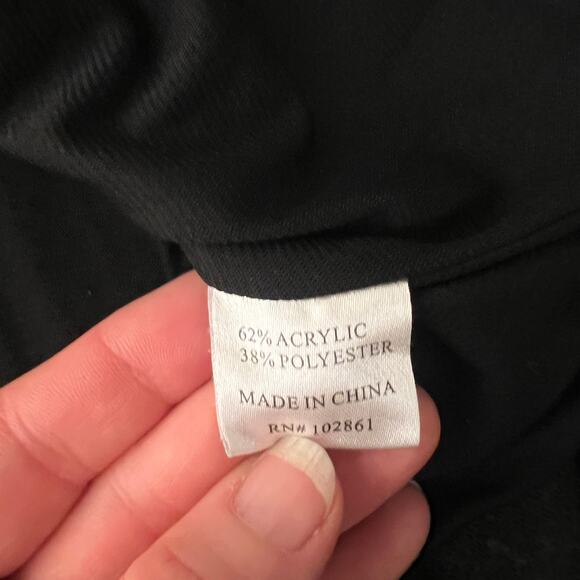 62% ACRYLIC
38% POLYESTER
MADE IN CHINA
RN# 102861